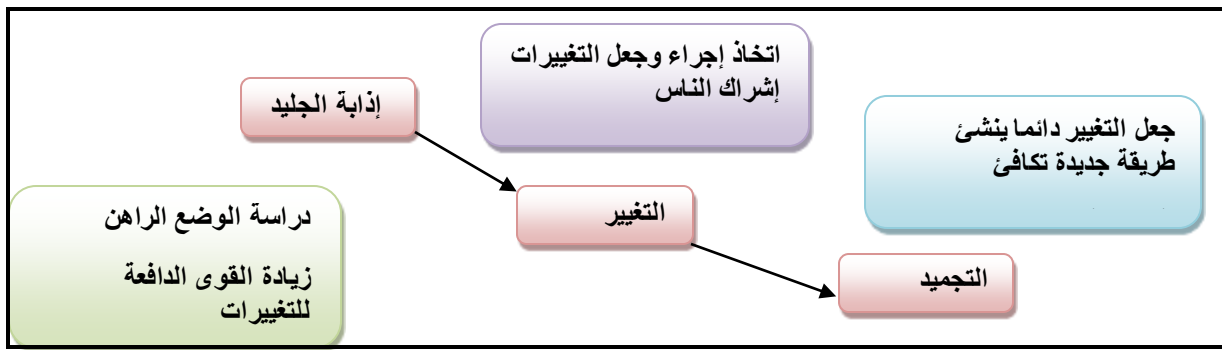 اتخاذ إجراء وجعل التغييرات
إشراك الناس
إذابة الجليد
جعل التغيير دائما ينشئ
طريقة جديدة تكافئ
دراسة الوضع الراهن
زيادة القوى الدافعة
للتغييرات
التغيير
التجميد